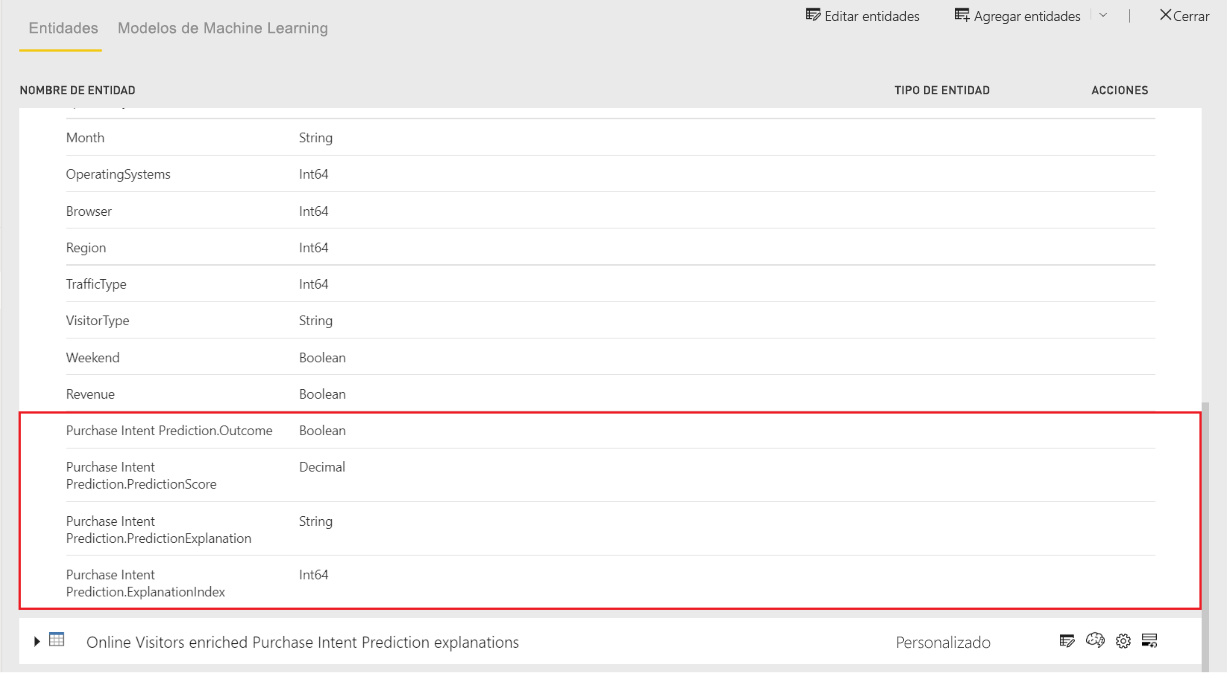 Editar entidades Agregar entidades Cerrar
Entidades Modelos de Machine Learning
NOMBRE DE ENTIDAD TIPO DE ENTIDAD ACCIONES
Month String
OperatingSystems Int64
Browser Int64
Region Int64
TrafficType Int64
VisitorType String
Weekend Boolean
Revenue Boolean
Purchase Intent Prediction.Outcome Boolean
Purchase Intent Decimal
Prediction.PredictionScore
Purchase Intent String
Prediction.PredictionExplanation
Purchase Intent Int64
Prediction.ExplanationIndex
Online Visitors enriched Purchase Intent Prediction explanations Personalizado